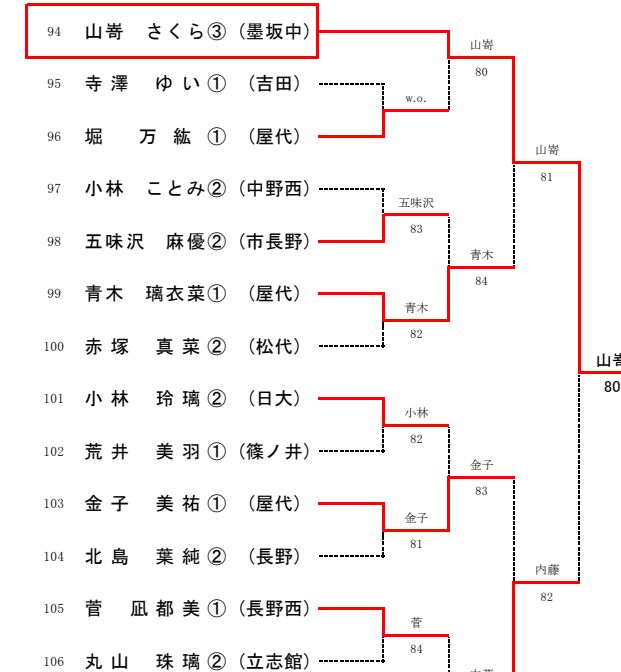 94 山嵜 さくら③ (墨坂中)
山嵜
80
95 寺澤 ゆい① (吉田)
w.o.
96 堀 万紘① (屋代)
山嵜
81
97 小林 ことみ② (中野西)
五味沢
83
98 五味沢 麻優② (市長野)
青木
84
99 青木 璃衣菜① (屋代)
青木
82
100 赤塚 真菜② (松代)
山嵜
80
101 小林 玲璃② (日大)
小林
82
102 荒井 美羽① (篠ノ井)
金子
83
103 金子 美祐① (屋代)
金子
81
104 北島 葉純② (長野)
内藤
82
105 菅 凪都美① (長野西)
菅
84
106 丸山 珠璃② (立志館)